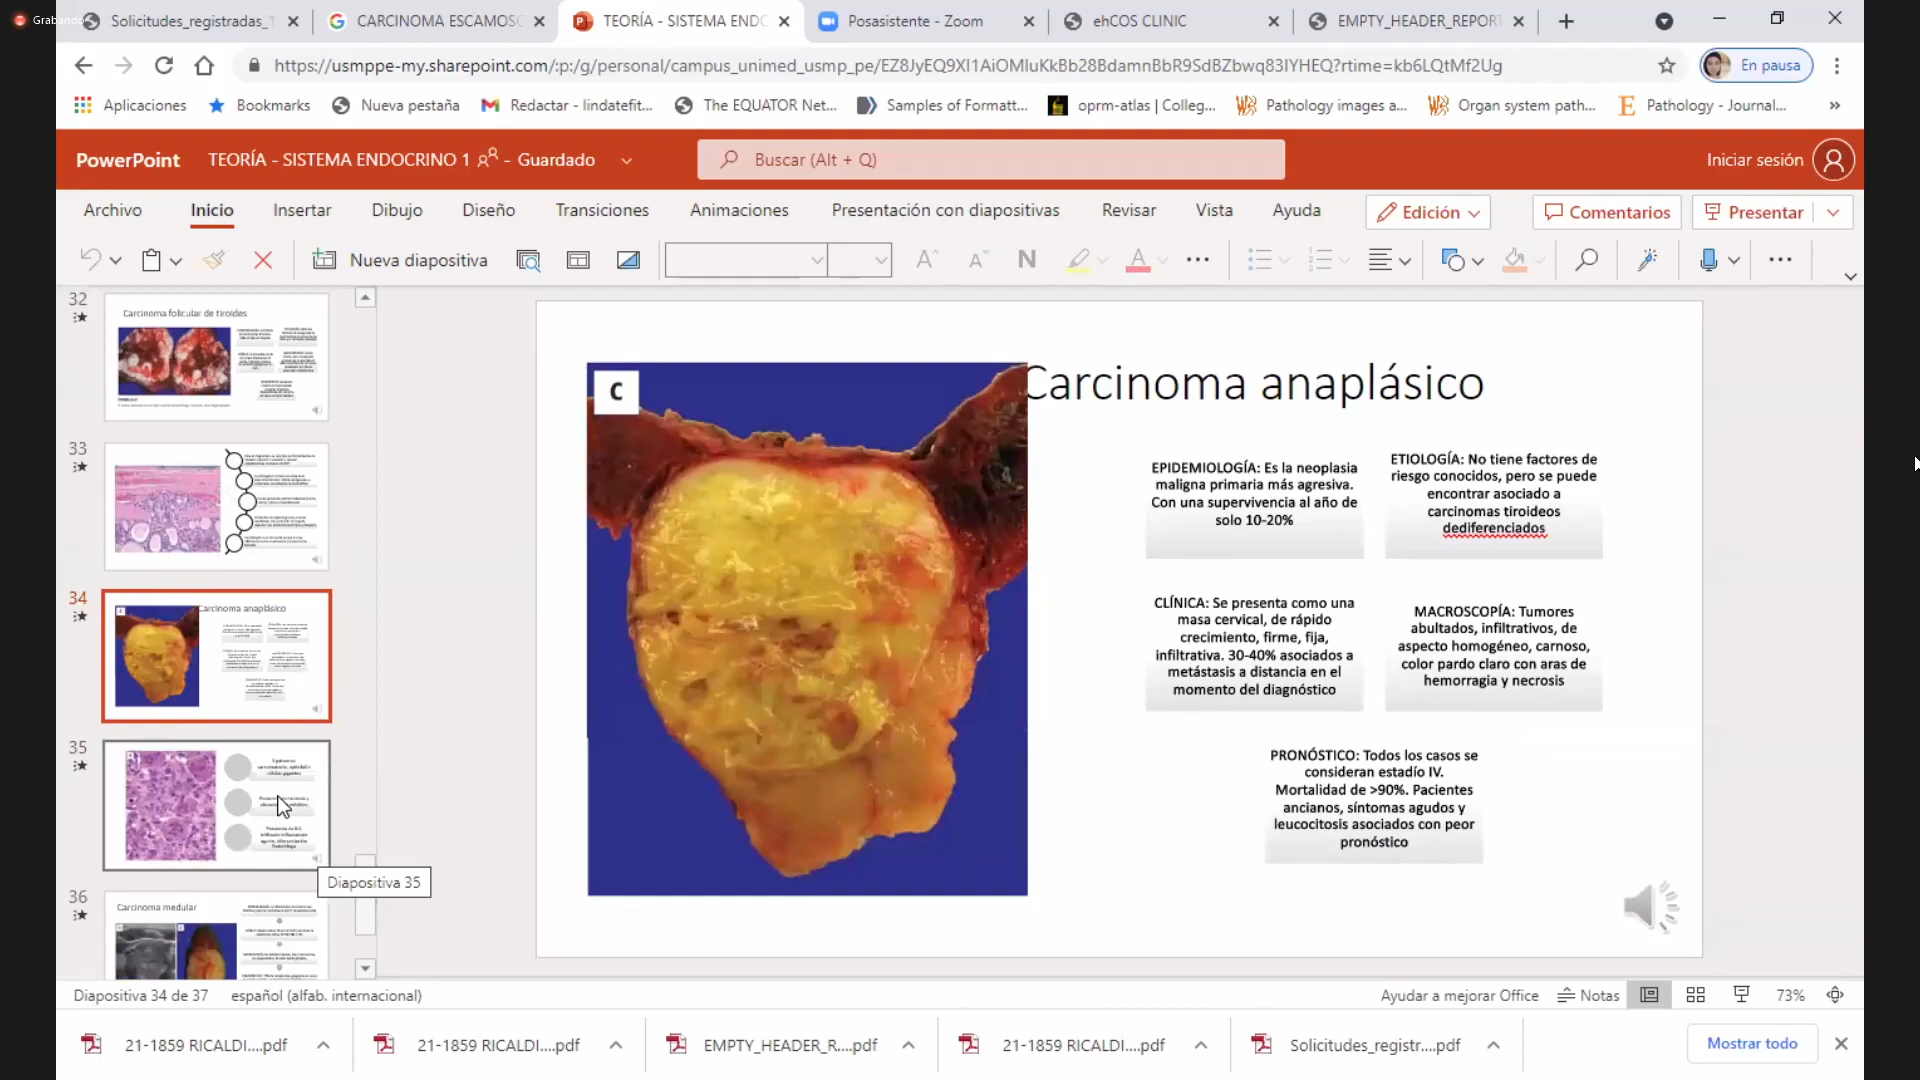 Grabando
Solicitudes_registradas_
CARCINOMA ESCAMOS
TEORÍA - SISTEMA ENDO
Posasistente - Zoom
ehCOS CLINIC
EMPTY_HEADER_REPOR
https://usmppe-my.sharepoint.com/:p:/g/personal/campus_unimed_usmp_pe/EZ8JyEQ9XI1AiOMIuKkBb28BdamnBbR9SdBZbwq83IYHEQ?rtime=kb6LQtMf2Ug
En pausa
Aplicaciones
Bookmarks
Nueva pestaña
Redactar - lindatefit...
The EQUATOR Net...
Samples of Formatt...
oprm-atlas | Colleg...
Pathology images a...
Organ system path...
Pathology - Journal...
PowerPoint
TEORÍA - SISTEMA ENDOCRINO 1 - Guardado
Buscar (Alt + Q)
Iniciar sesión
Archivo
Inicio
Insertar
Dibujo
Diseño
Transiciones
Animaciones
Presentación con diapositivas
Revisar
Vista
Ayuda
Edición
Comentarios
Presentar
Nueva diapositiva
N
32
Carcinoma folicular de tiroides
33
34
Carcinoma anaplásico
35
Diapositiva 35
36
Carcinoma medular
C
Carcinoma anaplásico
EPIDEMIOLOGÍA: Es la neoplasia
maligna primaria más agresiva.
Con una supervivencia al año de
solo 10-20%
ETIOLOGÍA: No tiene factores de
riesgo conocidos, pero se puede
encontrar asociado a
carcinomas tiroideos
dediferenciados
CLÍNICA: Se presenta como una
masa cervical, de rápido
crecimiento, firme, fija,
infiltrativa. 30-40% asociados a
metástasis a distancia en el
momento del diagnóstico
MACROSCOPÍA: Tumores
abultados, infiltrativos, de
aspecto homogéneo, carnoso,
color pardo claro con aras de
hemorragia y necrosis
PRONÓSTICO: Todos los casos se
consideran estadío IV.
Mortalidad de >90%. Pacientes
ancianos, síntomas agudos y
leucocitosis asociados con peor
pronóstico
Diapositiva 34 de 37
español (alfab. internacional)
Ayudar a mejorar Office
Notas
73%
21-1859 RICALDI....pdf
21-1859 RICALDI....pdf
EMPTY_HEADER_R....pdf
21-1859 RICALDI....pdf
Solicitudes_registr....pdf
Mostrar todo